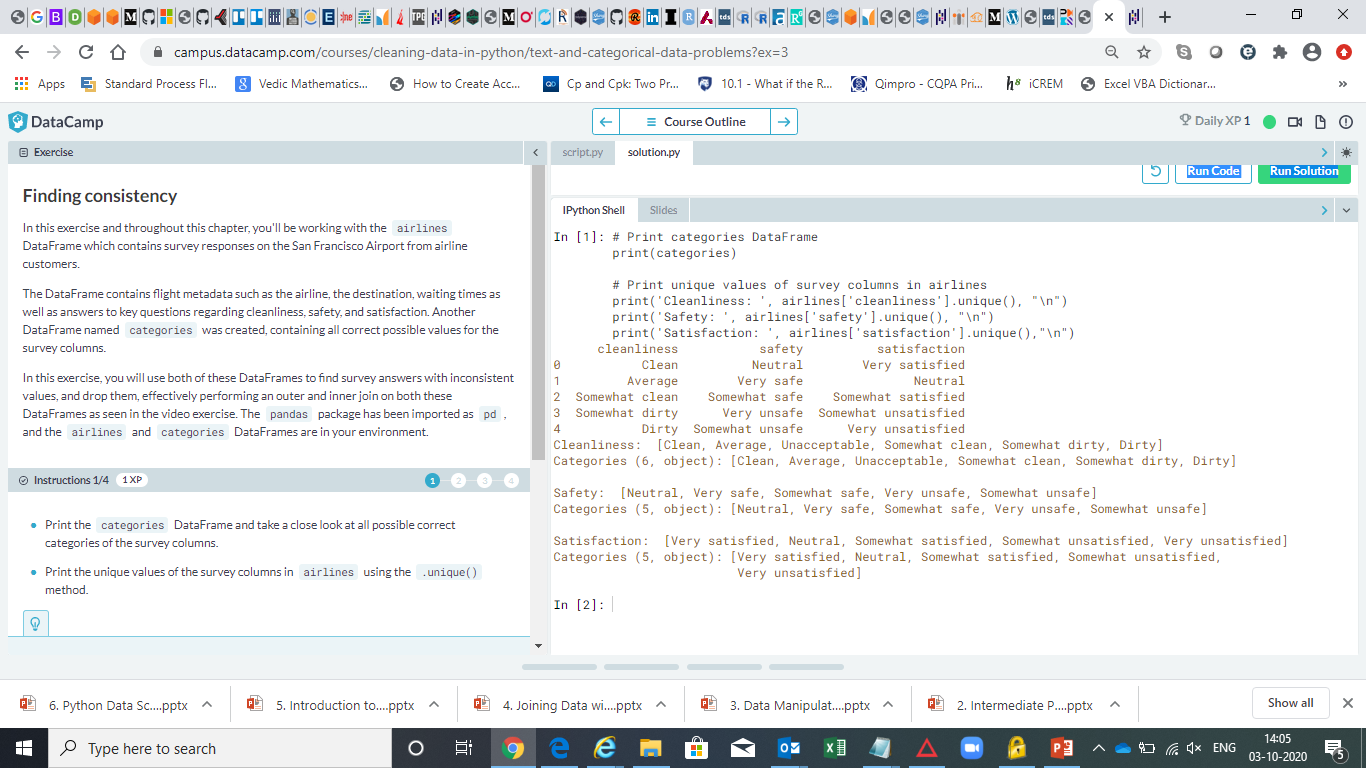 campus.datacamp.com/courses/cleaning-data-in-python/text-and-categorical-data-problems?ex=3
Apps Standard Process Fl... Vedic Mathematics... How to Create Acc... Cp and Cpk: Two Pr... 10.1 - What if the R... Qimpro - CQPA Pri... iCREM Excel VBA Dictionar... »
DataCamp
Course Outline
Daily XP 1
Exercise
script.py solution.py
Run Code Run Solution
Finding consistency
In this exercise and throughout this chapter, you'll be working with the airlines
DataFrame which contains survey responses on the San Francisco Airport from airline
customers.
The DataFrame contains flight metadata such as the airline, the destination, waiting times as
well as answers to key questions regarding cleanliness, safety, and satisfaction. Another
DataFrame named categories was created, containing all correct possible values for the
survey columns.
In this exercise, you will use both of these DataFrames to find survey answers with inconsistent
values, and drop them, effectively performing an outer and inner join on both these
DataFrames as seen in the video exercise. The pandas package has been imported as pd ,
and the airlines and categories DataFrames are in your environment.
Instructions 1/4 1 XP 1 2 3 4
• Print the categories DataFrame and take a close look at all possible correct
categories of the survey columns.
• Print the unique values of the survey columns in airlines using the .unique()
method.
IPython Shell Slides
In [1]: # Print categories DataFrame
print(categories)
# Print unique values of survey columns in airlines
print('Cleanliness: ', airlines['cleanliness'].unique(), "\n")
print('Safety: ', airlines['safety'].unique(), "\n")
print('Satisfaction: ', airlines['satisfaction'].unique(),"\n")
cleanliness safety satisfaction
0 Clean Neutral Very satisfied
1 Average Very safe Neutral
2 Somewhat clean Somewhat safe Somewhat satisfied
3 Somewhat dirty Very unsafe Somewhat unsatisfied
4 Dirty Somewhat unsafe Very unsatisfied
Cleanliness: [Clean, Average, Unacceptable, Somewhat clean, Somewhat dirty, Dirty]
Categories (6, object): [Clean, Average, Unacceptable, Somewhat clean, Somewhat dirty, Dirty]
Safety: [Neutral, Very safe, Somewhat safe, Very unsafe, Somewhat unsafe]
Categories (5, object): [Neutral, Very safe, Somewhat safe, Very unsafe, Somewhat unsafe]
Satisfaction: [Very satisfied, Neutral, Somewhat satisfied, Somewhat unsatisfied, Very unsatisfied]
Categories (5, object): [Very satisfied, Neutral, Somewhat satisfied, Somewhat unsatisfied,
Very unsatisfied]
In [2]:
6. Python Data Sc....pptx 5. Introduction to....pptx 4. Joining Data wi....pptx 3. Data Manipulat....pptx 2. Intermediate P....pptx Show all
Type here to search
ENG
14:05
03-10-2020
5